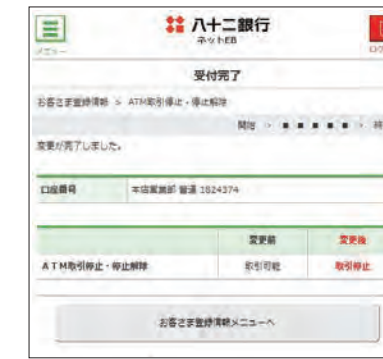 八十二銀行
ネットEB
メニュー
受付完了
お客さま登録情報 > ATM取引停止・停止解除
開始 > ■ ■ ■ ■ ■ >
変更が完了しました。
口座番号 本店営業部 普通 1824374
変更前 変更後
ATM取引停止・停止解除 取引可能 取引停止
お客さま登録情報メニューへ